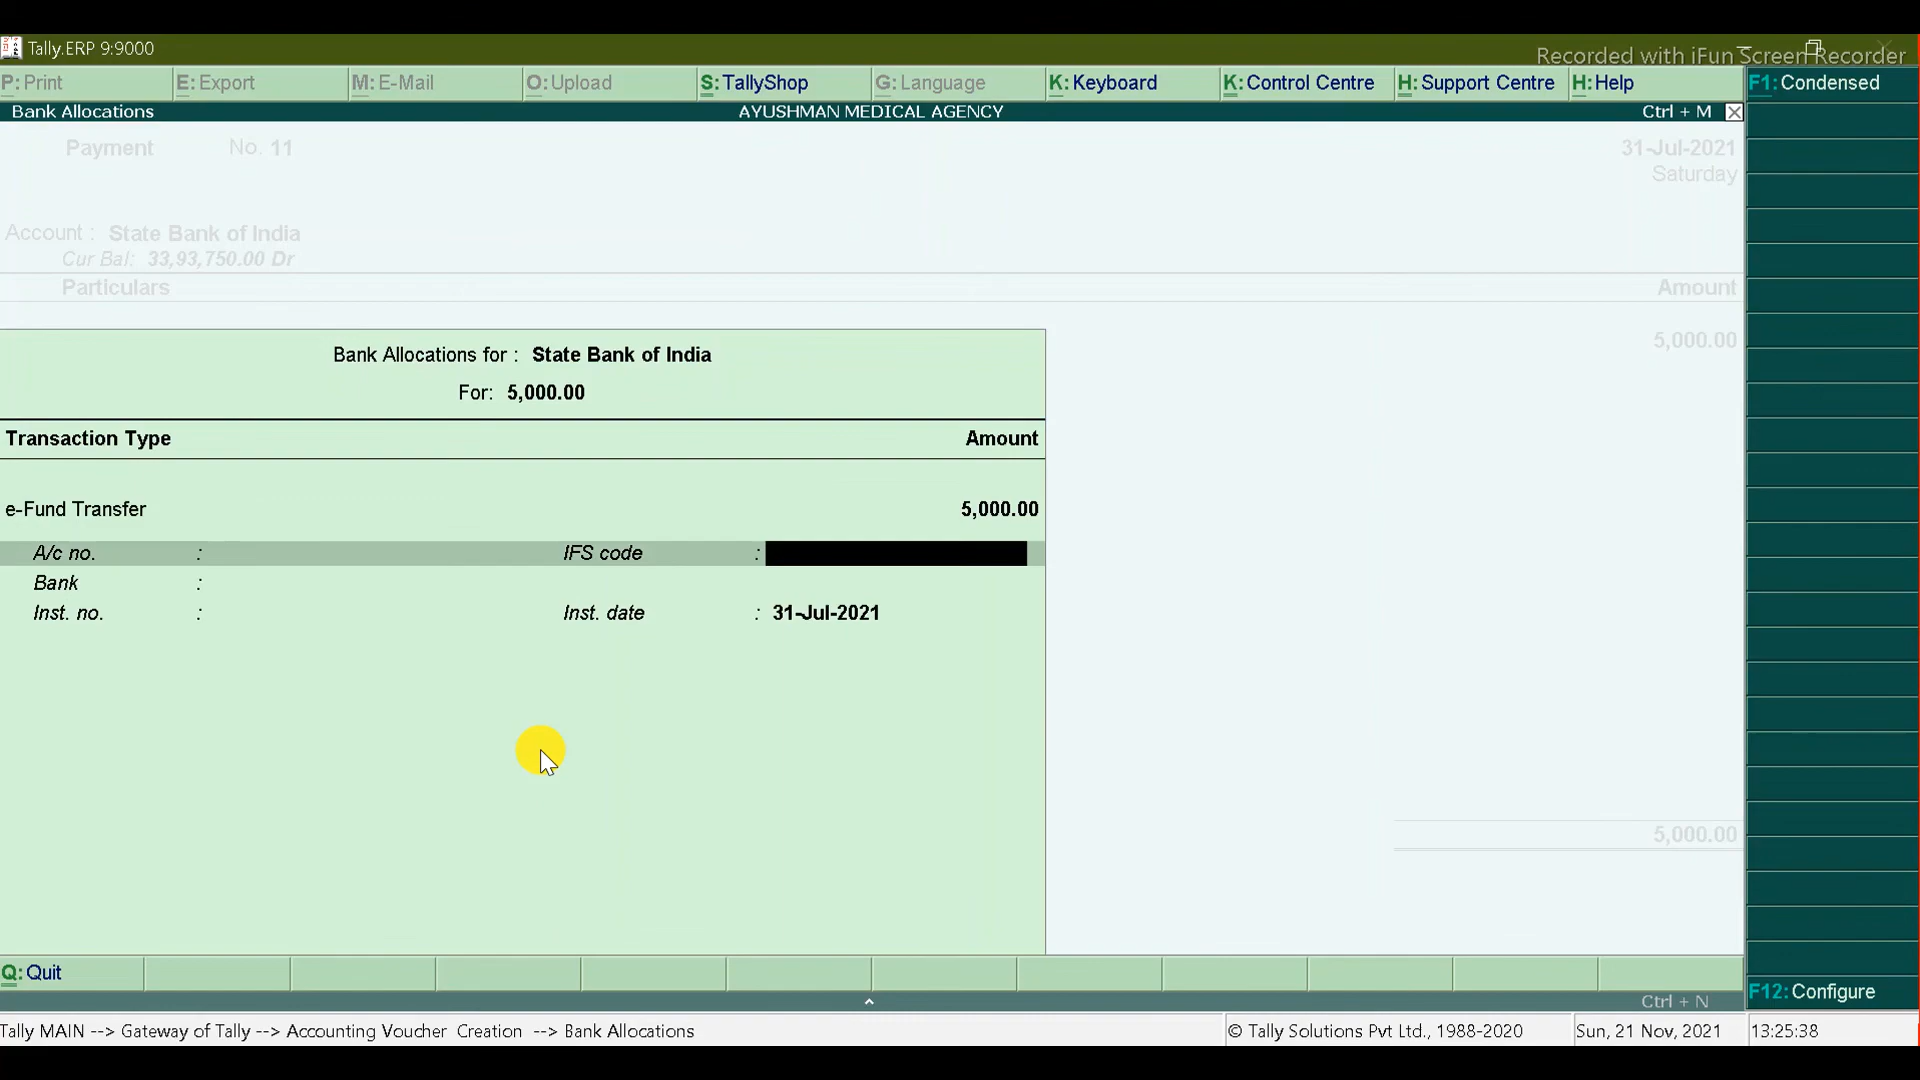 Tally.ERP 9:9000
Recorded with iFun Screen Recorder
P: Print E: Export M: E-Mail O: Upload S: TallyShop G: Language K: Keyboard K: Control Centre H: Support Centre H: Help F1: Condensed
Bank Allocations AYUSHMAN MEDICAL AGENCY Ctrl + M
Payment No. 11 31-Jul-2021
Saturday
Account : State Bank of India
Cur Bal: 33,93,750.00 Dr
Particulars Amount
5,000.00
Bank Allocations for : State Bank of India
For: 5,000.00
Transaction Type Amount
e-Fund Transfer 5,000.00
A/c no. : IFS code :
Bank :
Inst. no. : Inst. date : 31-Jul-2021
5,000.00
Q: Quit
F12: Configure
Ctrl + N
Tally MAIN --> Gateway of Tally --> Accounting Voucher Creation --> Bank Allocations © Tally Solutions Pvt Ltd., 1988-2020 Sun, 21 Nov, 2021 13:25:38